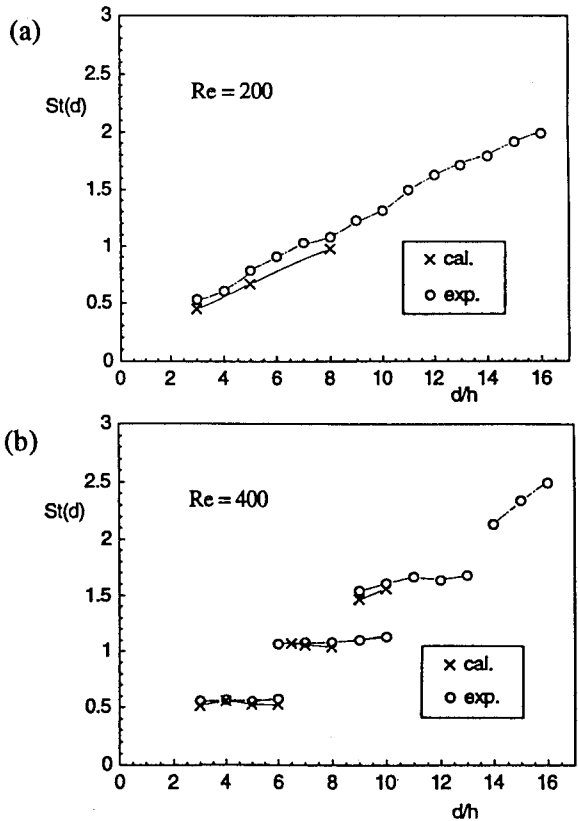 (a)
3
2.5
St(d)
Re = 200
2
1.5
1
× cal.
0.5
o exp.
0
0 2 4 6 8 10 12 14 16
d/h
(b)
3
2.5
St(d)
Re = 400
2
1.5
1
× cal.
0.5
o exp.
0
0 2 4 6 8 10 12 14 16
d/h